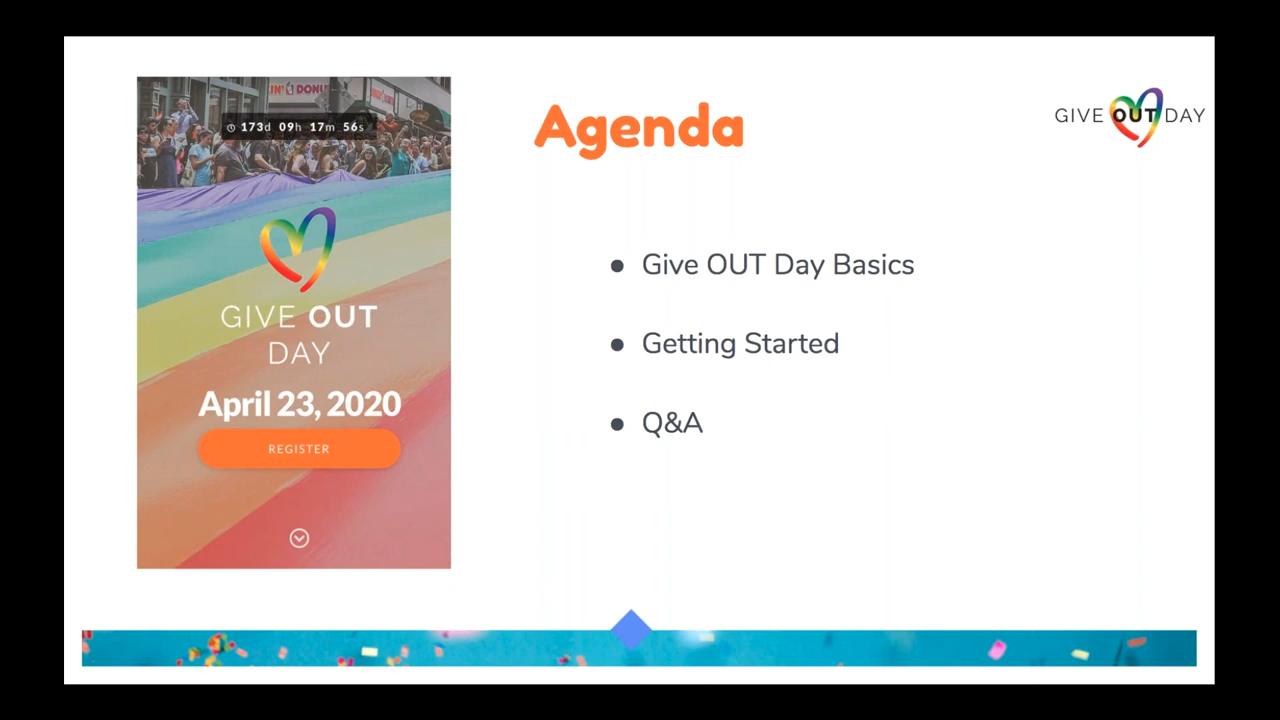 UN' DONU
173d 09h 17m 56s
GIVE OUT
DAY
April 23, 2020
REGISTER
Agenda
GIVE OUT DAY
• Give OUT Day Basics
• Getting Started
• Q&A